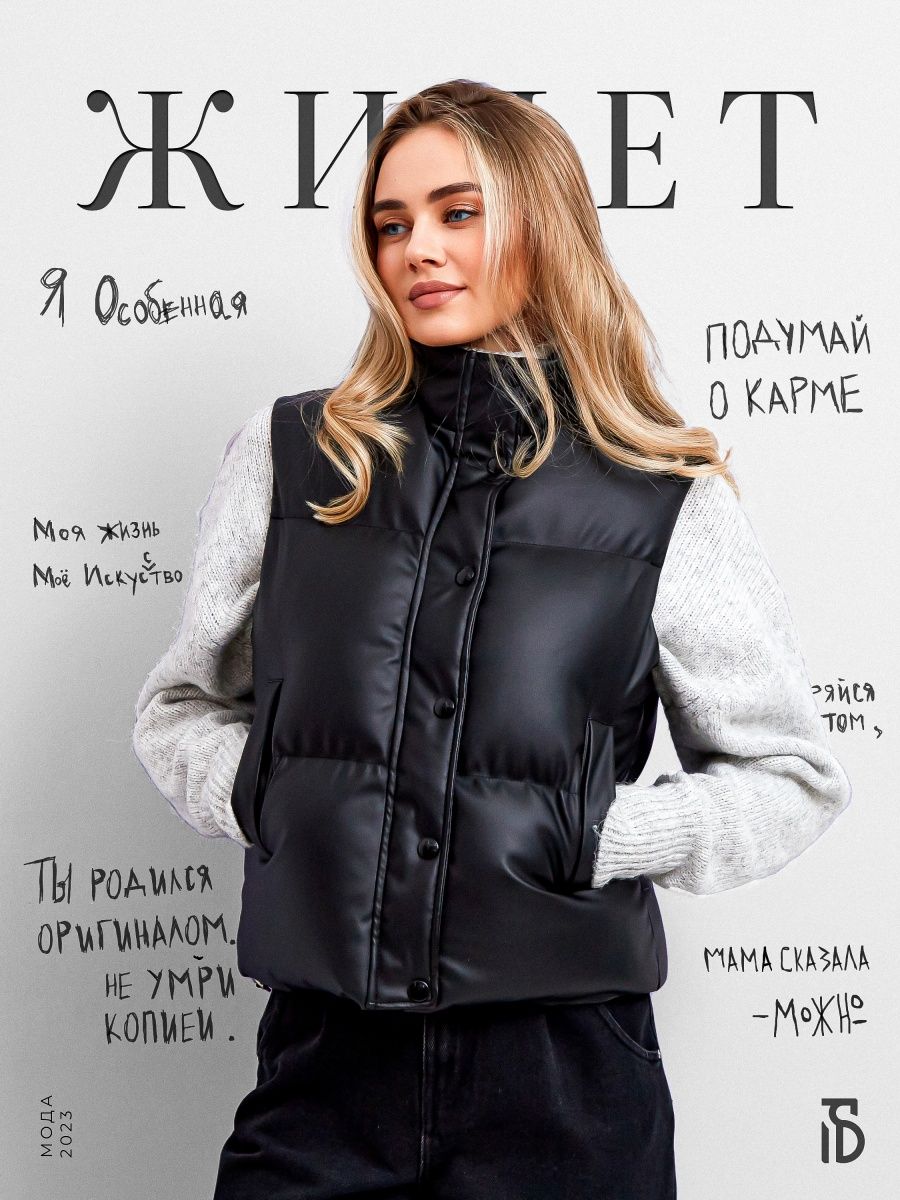 ЖИЛЕТ
Я Особенная
ПОДУМАЙ
О КАРМЕ
Моя жизнь
Моё Искусство
ТОМ,
ТЫ РОДИЛСЯ
ОРИГИНАЛОМ.
НЕ УМРИ
КОПИЕЙ.
МАМА СКАЗАЛА
-МОЖНО
МОДА
2023